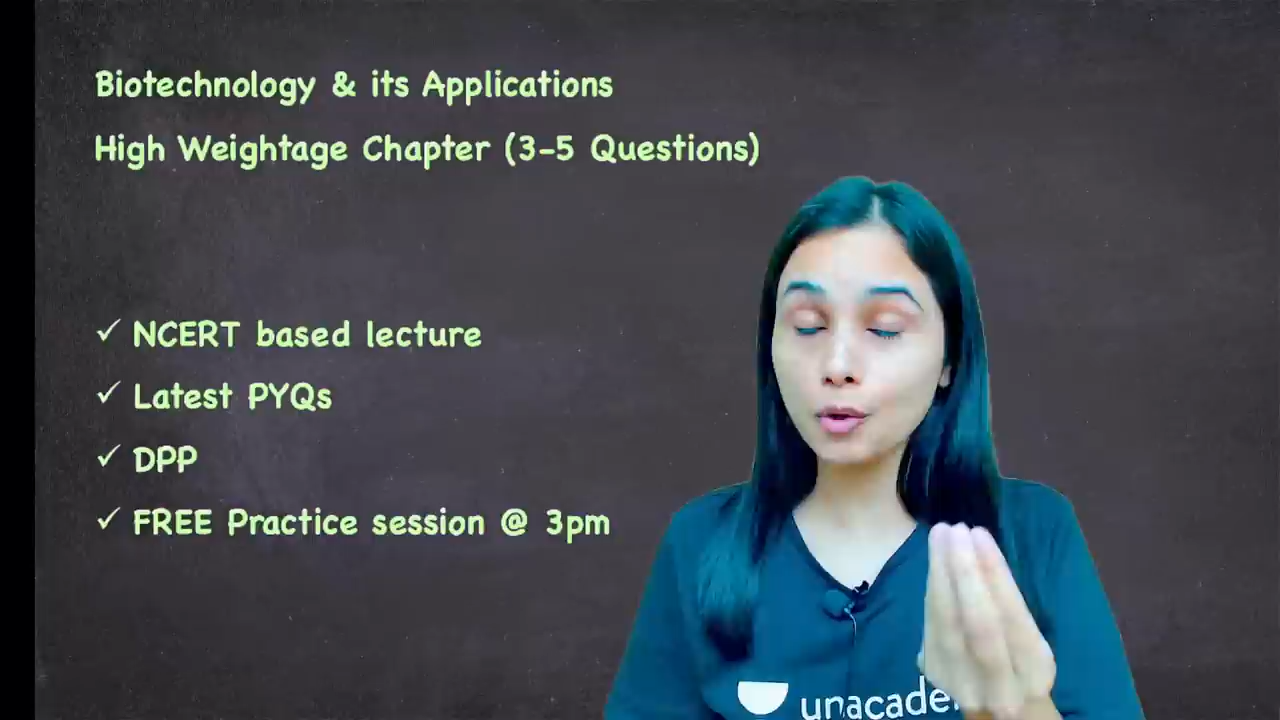 Biotechnology & its Applications
High Weightage Chapter (3-5 Questions)
✓ NCERT based lecture
✓ Latest PYQs
✓ DPP
✓ FREE Practice session @ 3pm
unacade